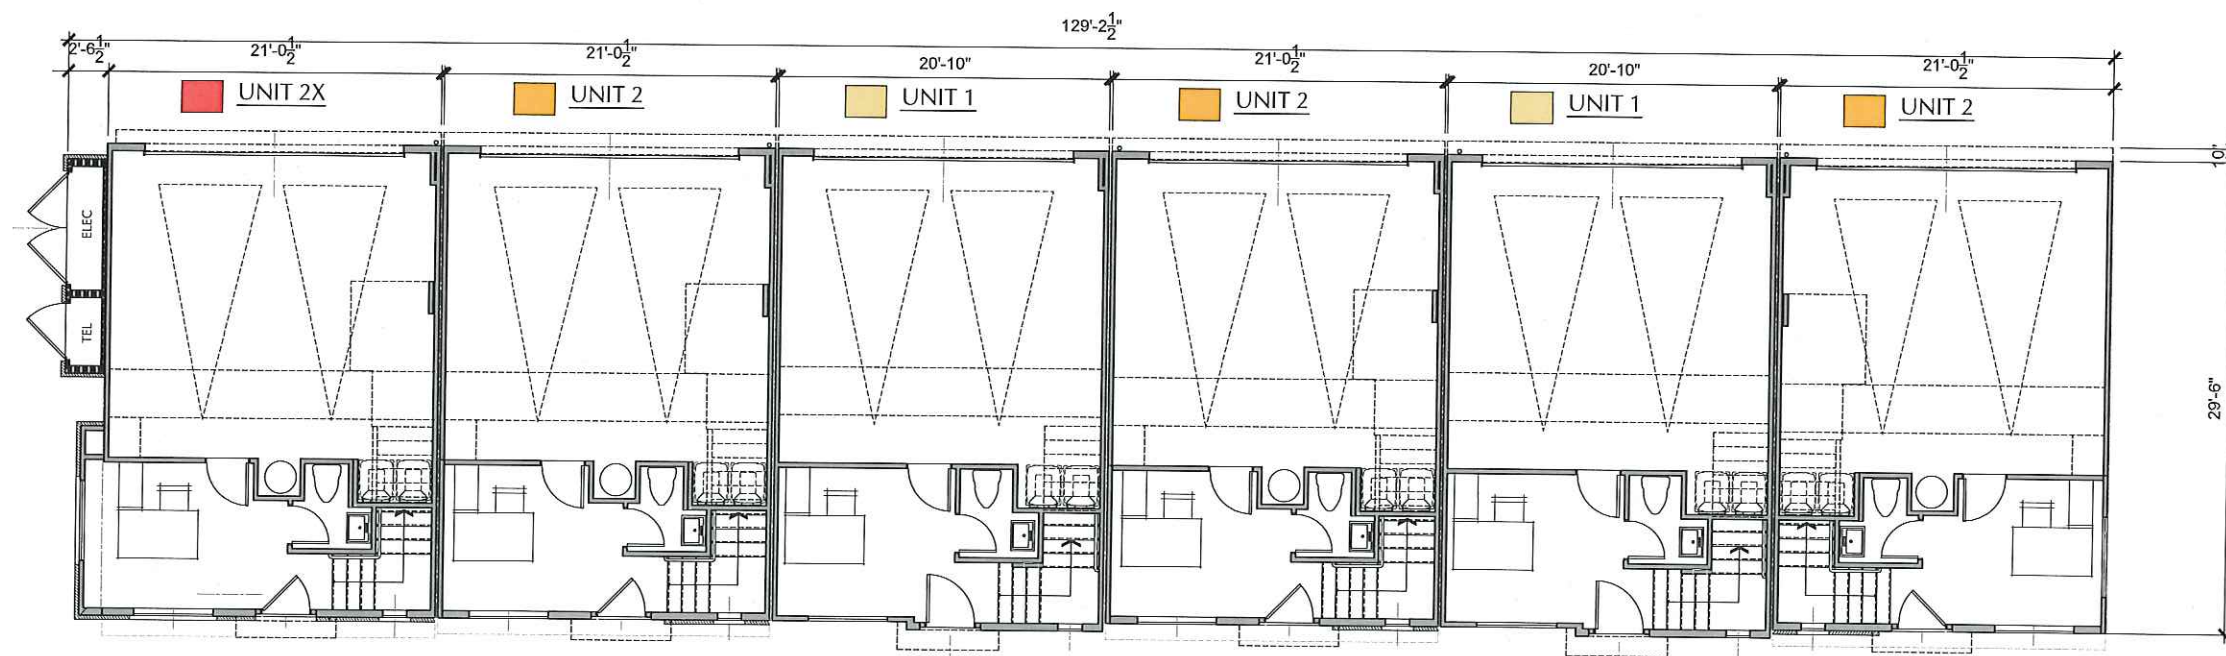 129'-2 1/2"
2'-6 1/2" 21'-0 1/2" 21'-0 1/2" 20'-10" 21'-0 1/2" 20'-10" 21'-0 1/2"
UNIT 2X UNIT 2 UNIT 1 UNIT 2 UNIT 1 UNIT 2
10"
ELEC
TEL
29'-6"